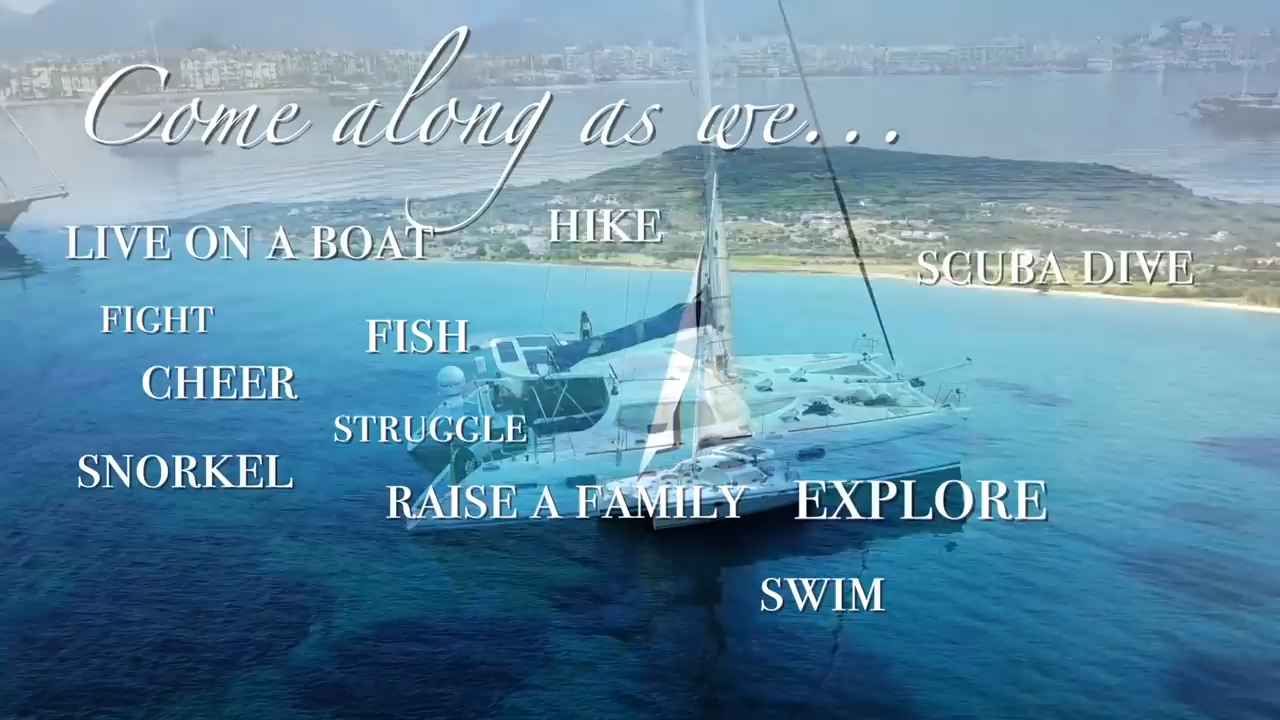 Come along as we...
HIKE
LIVE ON A BOAT
SCUBA DIVE
FIGHT
FISH
CHEER
STRUGGLE
SNORKEL
RAISE A FAMILY
EXPLORE
SWIM